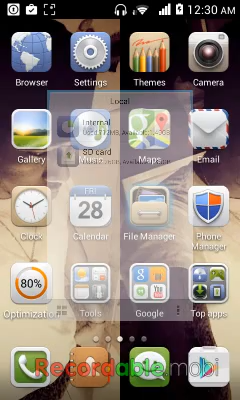 12:30 AM
Browser Settings Themes Camera
Local
Internal
SD card
Gallery Music Maps Email
FRI
28
Clock Calendar File Manager Phone Manager
80%
Optimization Tools Google Top apps
Recordable.mobi